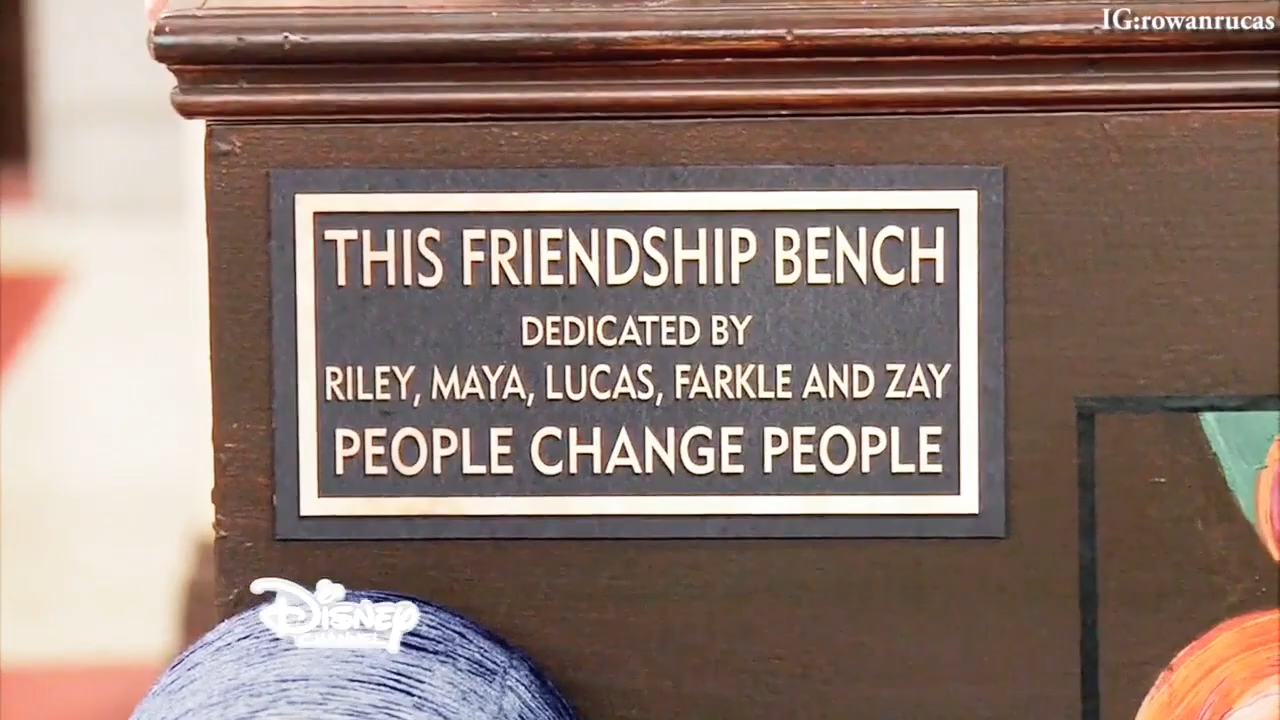 IG:rowanrucas
THIS FRIENDSHIP BENCH
DEDICATED BY
RILEY, MAYA, LUCAS, FARKLE AND ZAY
PEOPLE CHANGE PEOPLE
Disney
CHANNEL